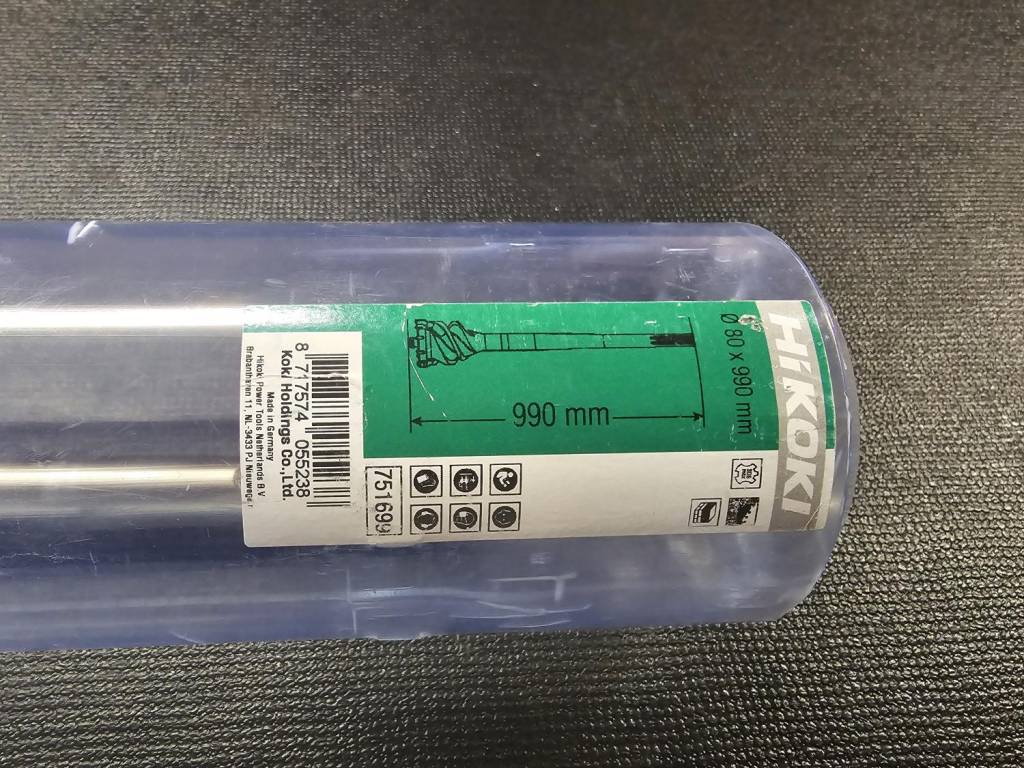 HiKOKI
Ø 80 x 990 mm
990 mm
751699
8 717574 055238
Koki Holdings Co.,Ltd.
Made in Germany
Hikoki Power Tools Netherlands B.V
Brabanthaven 11, NL-3433 PJ Nieuwegein